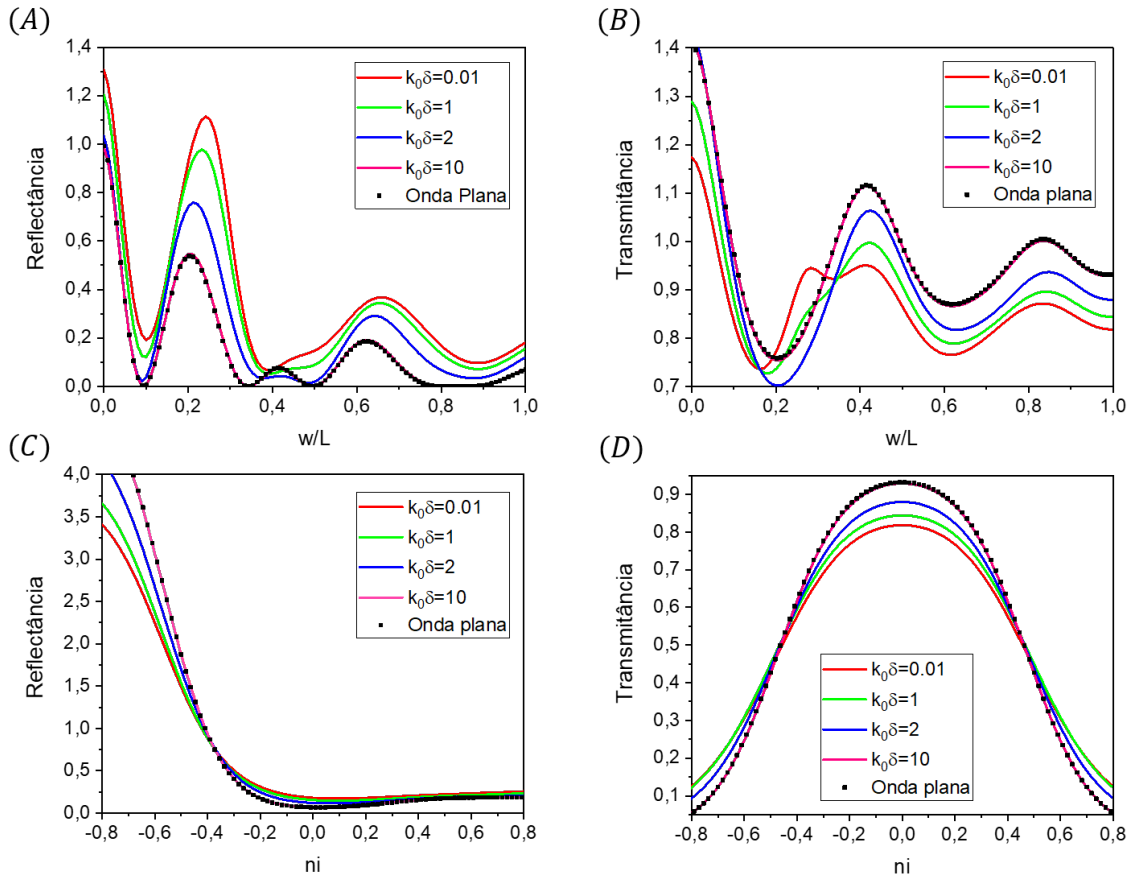 (A)
Reflectância
1,4
1,2
1,0
0,8
0,6
0,4
0,2
0,0
0,0 0,2 0,4 0,6 0,8 1,0
w/L
k₀δ=0.01
k₀δ=1
k₀δ=2
k₀δ=10
Onda Plana
(B)
Transmitância
1,4
1,3
1,2
1,1
1,0
0,9
0,8
0,7
0,0 0,2 0,4 0,6 0,8 1,0
w/L
k₀δ=0.01
k₀δ=1
k₀δ=2
k₀δ=10
Onda plana
(C)
Reflectância
4,0
3,5
3,0
2,5
2,0
1,5
1,0
0,5
0,0
-0,8 -0,6 -0,4 -0,2 0,0 0,2 0,4 0,6 0,8
ni
k₀δ=0.01
k₀δ=1
k₀δ=2
k₀δ=10
Onda plana
(D)
Transmitância
0,9
0,8
0,7
0,6
0,5
0,4
0,3
0,2
0,1
-0,8 -0,6 -0,4 -0,2 0,0 0,2 0,4 0,6 0,8
ni
k₀δ=0.01
k₀δ=1
k₀δ=2
k₀δ=10
Onda plana